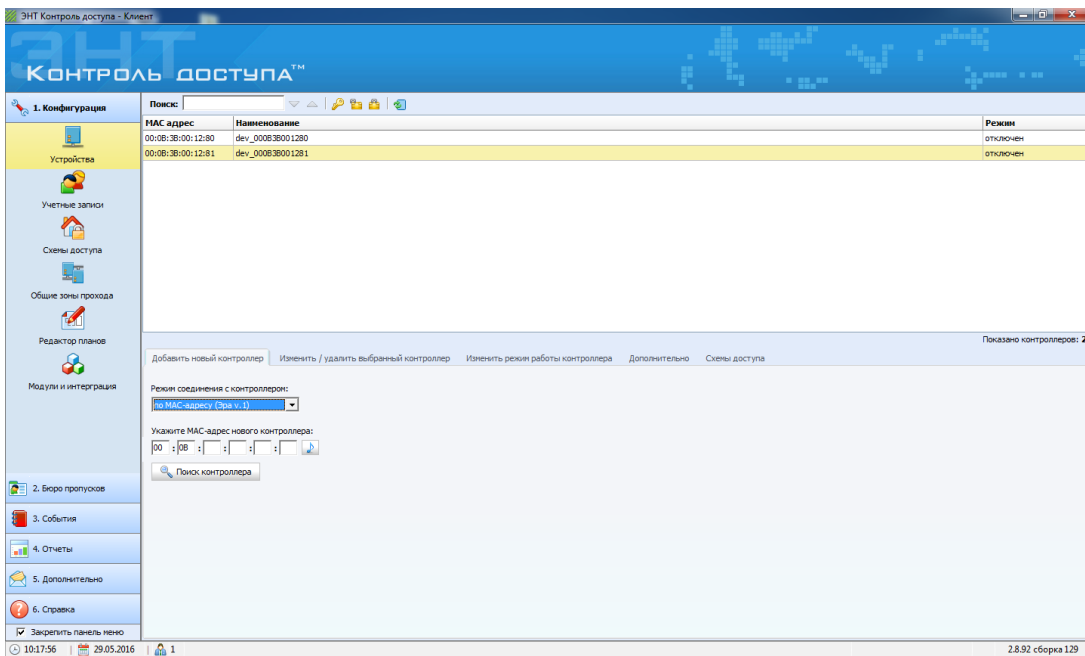 ЭНТ Контроль доступа - Клиент
ЭНТ
Контроль доступа™
1. Конфигурация
Устройства
Учетные записи
Схемы доступа
Общие зоны прохода
Редактор планов
Модули и интерграция
2. Бюро пропусков
3. События
4. Отчеты
5. Дополнительно
6. Справка
Закрепить панель меню
Поиск:
MAC адрес Наименование Режим
00:0B:3B:00:12:80 dev_000B3B001280 отключен
00:0B:3B:00:12:81 dev_000B3B001281 отключен
Показано контроллеров: 2
Добавить новый контроллер Изменить / удалить выбранный контроллер Изменить режим работы контроллера Дополнительно Схемы доступа
Режим соединения с контроллером:
по MAC-адресу (Эра v.1)
Укажите MAC-адрес нового контроллера:
00 : 0B : : : :
Поиск контроллера
10:17:56 29.05.2016 1 2.8.92 сборка 129